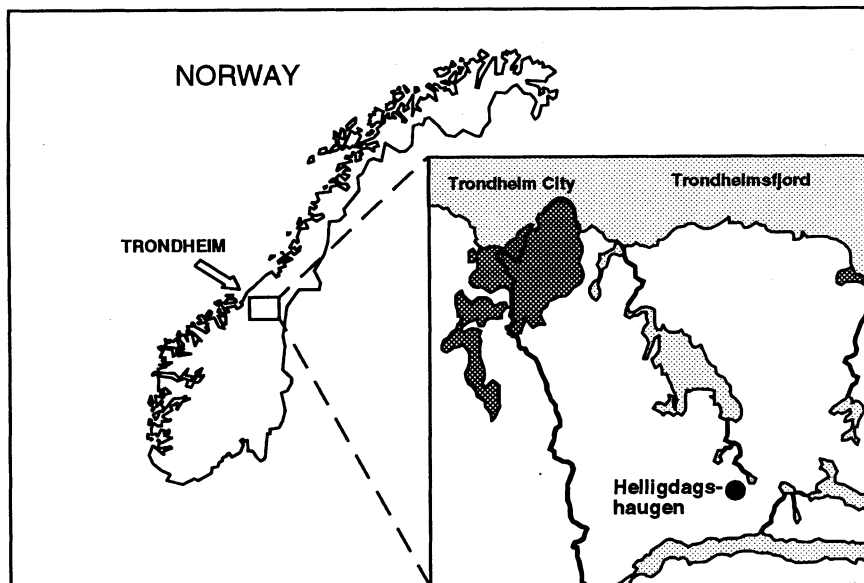 NORWAY
TRONDHEIM
Trondheim City
Trondheimsfjord
Helligdags-
haugen